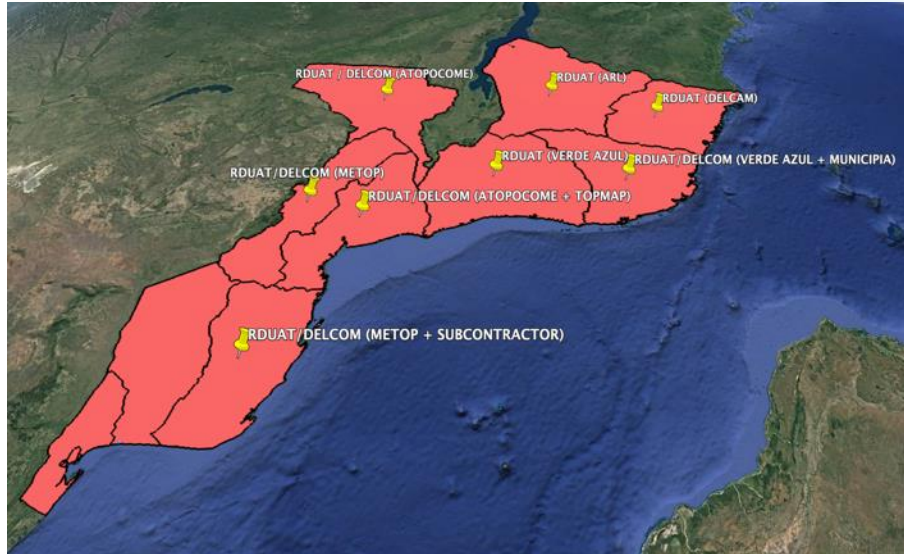 RDUAT / DELCOM (ATOPOCOME)
RDUAT (ARL)
RDUAT (DELCAM)
RDUAT (VERDE AZUL)
RDUAT/DELCOM (VERDE AZUL + MUNICIPIA)
RDUAT/DELCOM (METOP)
RDUAT/DELCOM (ATOPOCOME + TOPMAP)
RDUAT/DELCOM (METOP + SUBCONTRACTOR)